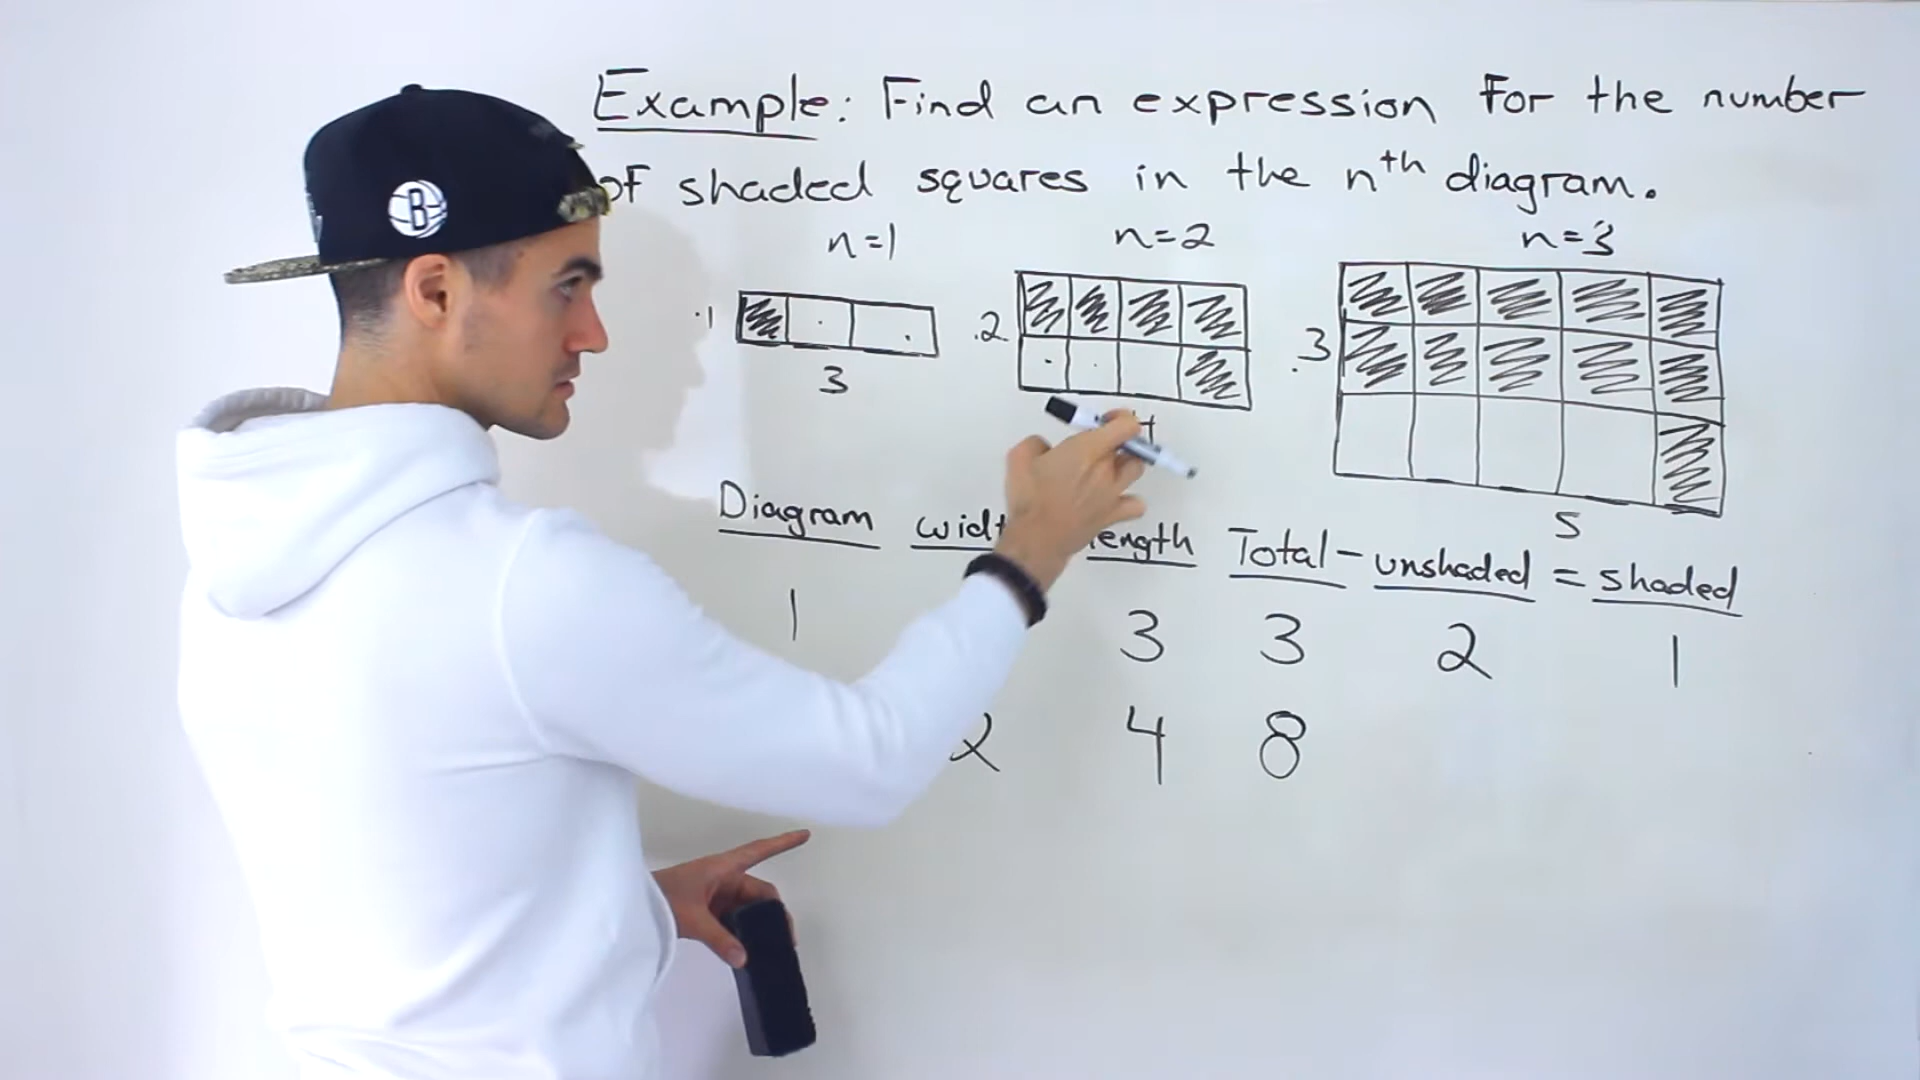 Example: Find an expression for the number
of shaded squares in the nth diagram.
n=1 n=2 n=3
B
1 2 3
3 4 5
Diagram length Total - unshaded = shaded
1 3 3 2 1
2 4 8